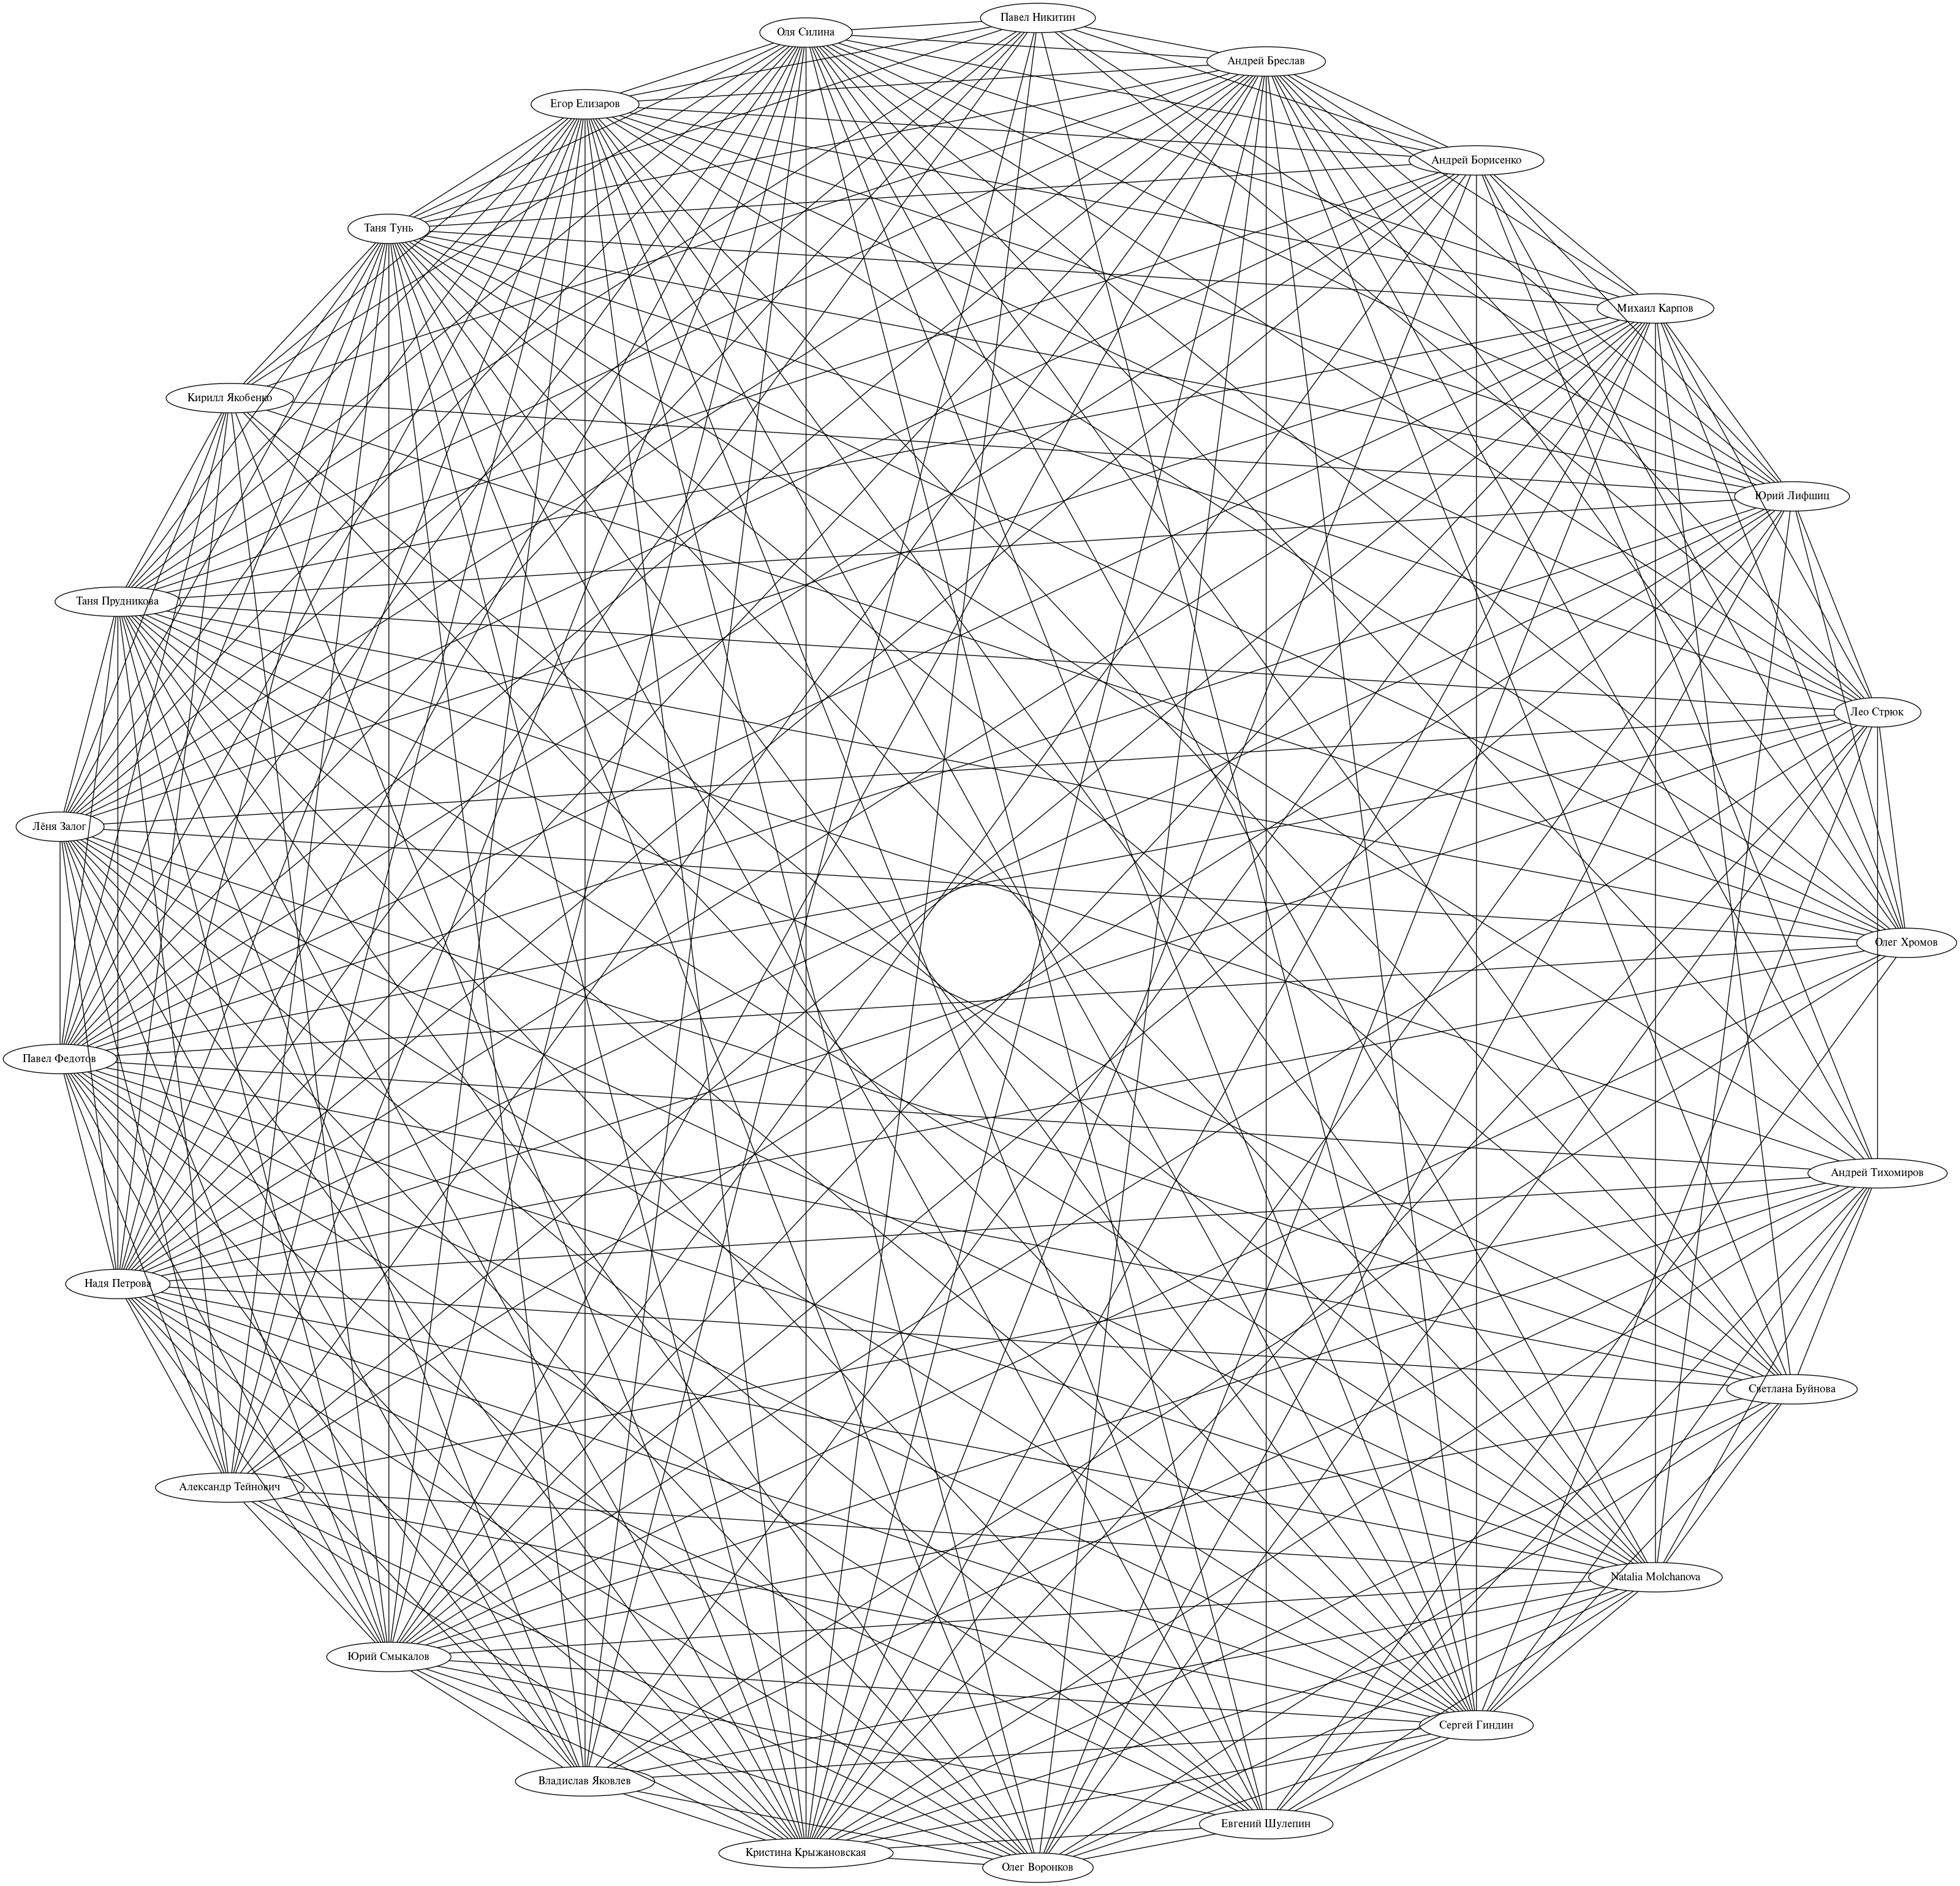 Павел Никитин
Оля Силина
Андрей Бреслав
Егор Елизаров
Андрей Борисенко
Таня Тунь
Михаил Карпов
Кирилл Якобенко
Юрий Лифшиц
Таня Прудникова
Лео Стрюк
Лёня Залог
Олег Хромов
Павел Федотов
Андрей Тихомиров
Надя Петрова
Светлана Буйнова
Александр Тейнович
Natalia Molchanova
Юрий Смыкалов
Сергей Гиндин
Владислав Яковлев
Евгений Шулепин
Кристина Крыжановская
Олег Воронков